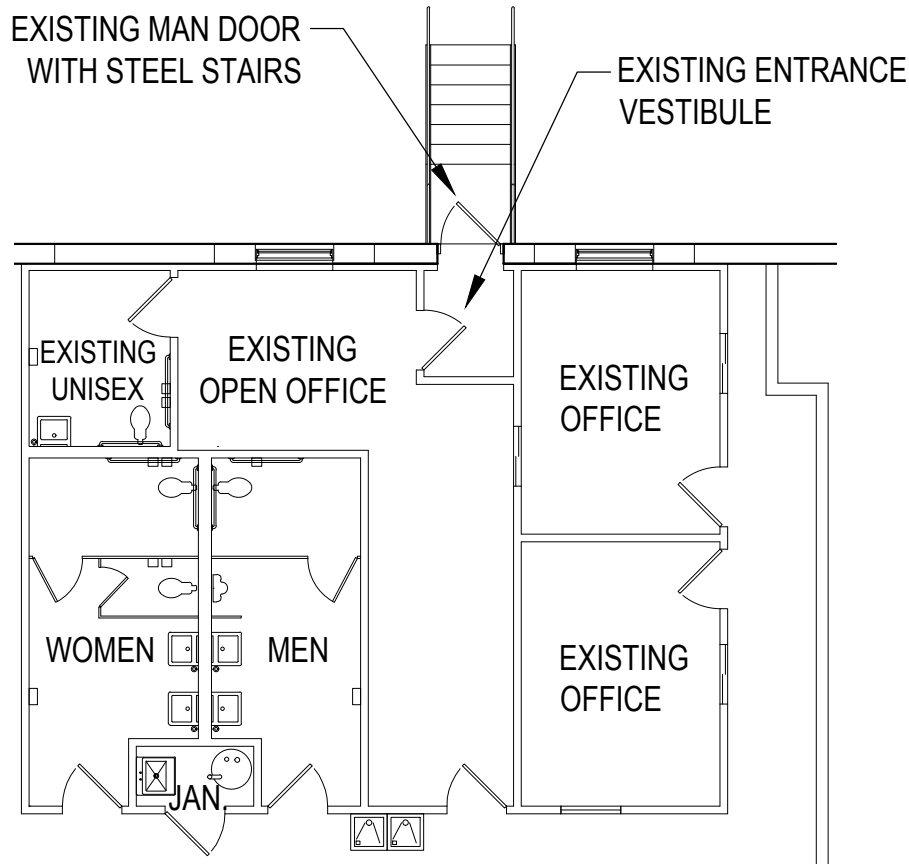 EXISTING MAN DOOR
WITH STEEL STAIRS
EXISTING ENTRANCE
VESTIBULE
EXISTING
UNISEX
EXISTING
OPEN OFFICE
EXISTING
OFFICE
WOMEN
MEN
EXISTING
OFFICE
JAN.